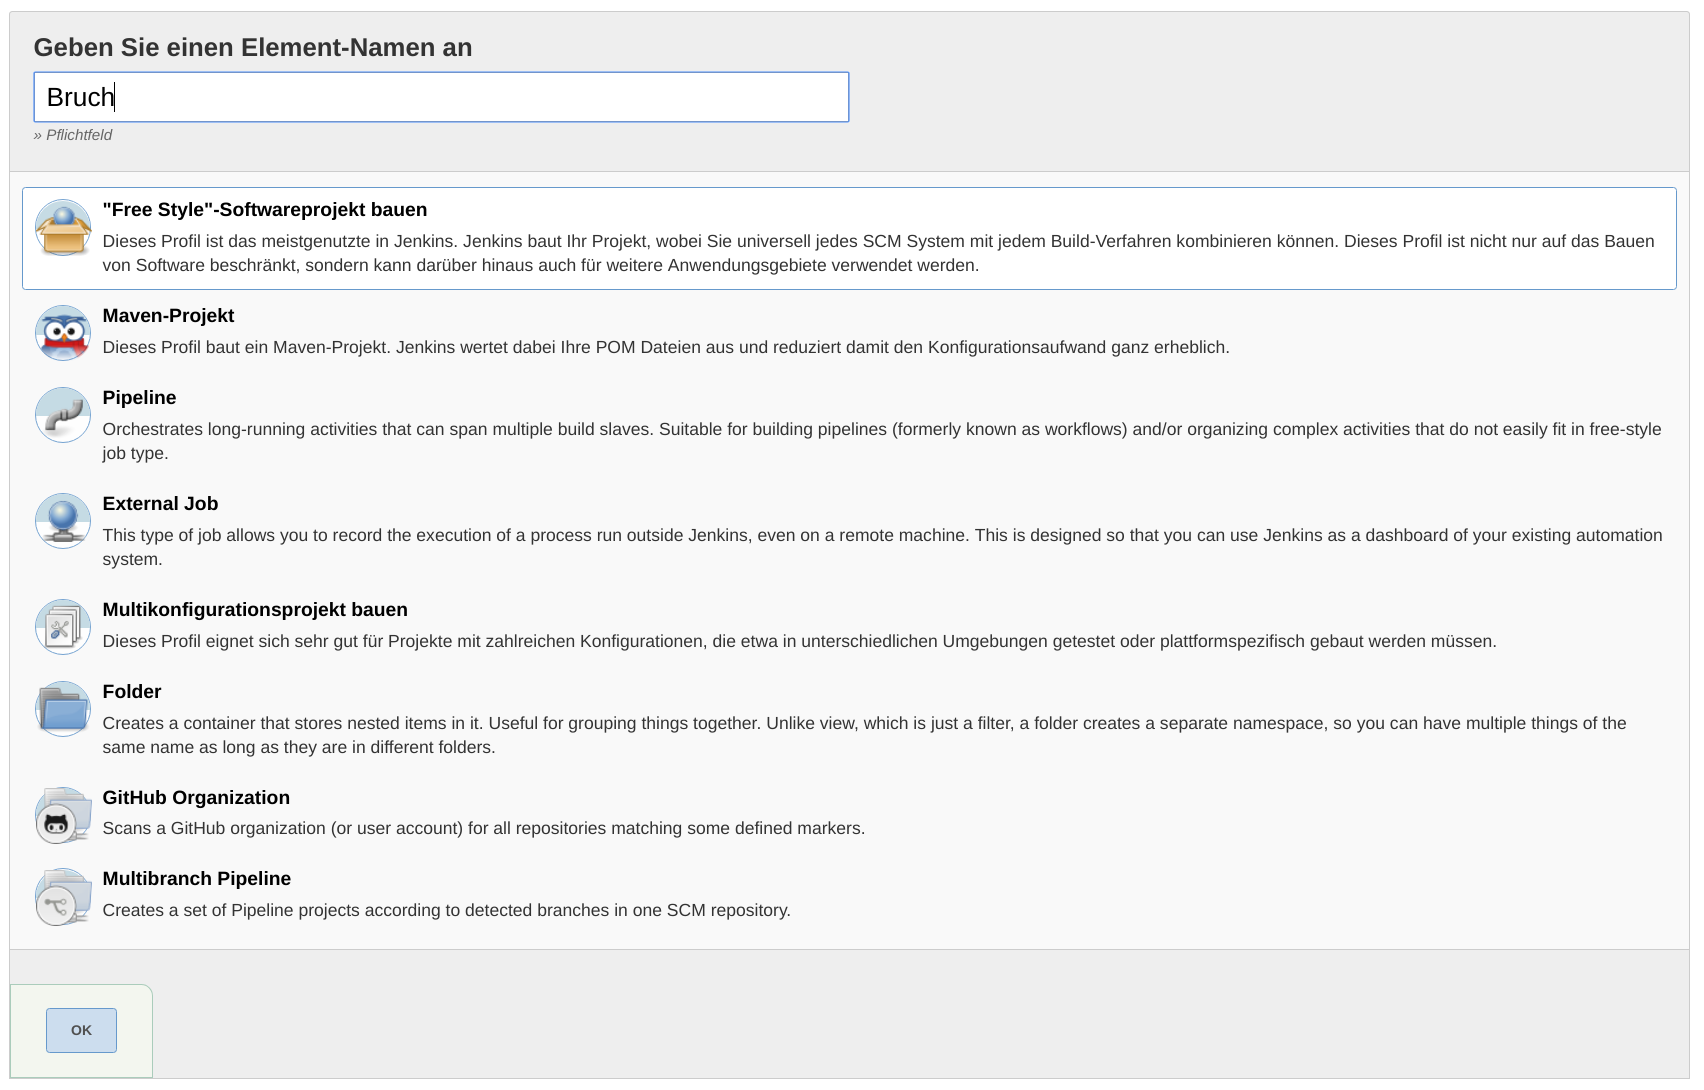 Geben Sie einen Element-Namen an
Bruch
» Pflichtfeld
"Free Style"-Softwareprojekt bauen
Dieses Profil ist das meistgenutzte in Jenkins. Jenkins baut Ihr Projekt, wobei Sie universell jedes SCM System mit jedem Build-Verfahren kombinieren können. Dieses Profil ist nicht nur auf das Bauen
von Software beschränkt, sondern kann darüber hinaus auch für weitere Anwendungsgebiete verwendet werden.
Maven-Projekt
Dieses Profil baut ein Maven-Projekt. Jenkins wertet dabei Ihre POM Dateien aus und reduziert damit den Konfigurationsaufwand ganz erheblich.
Pipeline
Orchestrates long-running activities that can span multiple build slaves. Suitable for building pipelines (formerly known as workflows) and/or organizing complex activities that do not easily fit in free-style
job type.
External Job
This type of job allows you to record the execution of a process run outside Jenkins, even on a remote machine. This is designed so that you can use Jenkins as a dashboard of your existing automation
system.
Multikonfigurationsprojekt bauen
Dieses Profil eignet sich sehr gut für Projekte mit zahlreichen Konfigurationen, die etwa in unterschiedlichen Umgebungen getestet oder plattformspezifisch gebaut werden müssen.
Folder
Creates a container that stores nested items in it. Useful for grouping things together. Unlike view, which is just a filter, a folder creates a separate namespace, so you can have multiple things of the
same name as long as they are in different folders.
GitHub Organization
Scans a GitHub organization (or user account) for all repositories matching some defined markers.
Multibranch Pipeline
Creates a set of Pipeline projects according to detected branches in one SCM repository.
OK